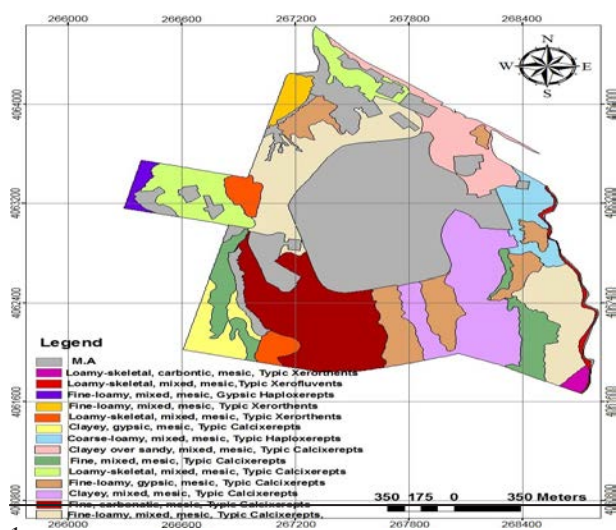 266000 266600 267200 267800 268400
N
W E
S
4064000
4063200
4062400
4061600
4060800
Legend
M.A
Loamy-skeletal, carbontic, mesic, Typic Xerorthents
Loamy-skeletal, mixed, mesic,Typic Xerofluvents
Fine-loamy, mixed, mesic, Gypsic Haploxerepts
Fine-loamy, mixed, mesic, Typic Xerorthents
Loamy-skeletal, mixed, mesic, Typic Xerorthents
Clayey, gypsic, mesic, Typic Calcixerepts
Coarse-loamy, mixed, mesic, Typic Haploxerepts
Clayey over sandy, mixed, mesic, Typic Calcixerepts
Fine, mixed, mesic, Typic Calcixerepts
Loamy-skeletal, mixed, mesic, Typic Calcixerepts
Fine-loamy, gypsic, mesic, Typic Calcixerepts
Clayey, mixed, mesic, Typic Calcixerepts
Fine, carbonatic, mesic, Typic Calcixerepts
Fine-loamy, mixed, mesic, Typic Calcixerepts,
350 175 0 350 Meters
266000 266600 267200 267800 268400